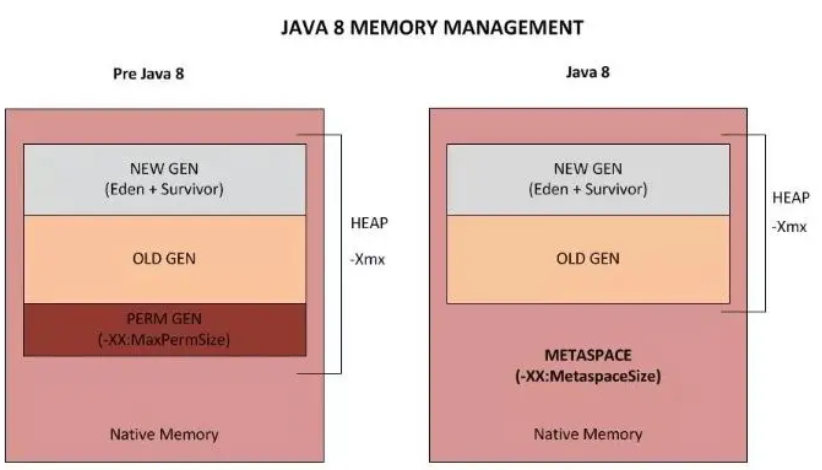 JAVA 8 MEMORY MANAGEMENT
Pre Java 8
NEW GEN
(Eden + Survivor)
OLD GEN
PERM GEN
(-XX:MaxPermSize)
Native Memory
HEAP
-Xmx
Java 8
NEW GEN
(Eden + Survivor)
OLD GEN
METASPACE
(-XX:MetaspaceSize)
Native Memory
HEAP
-Xmx